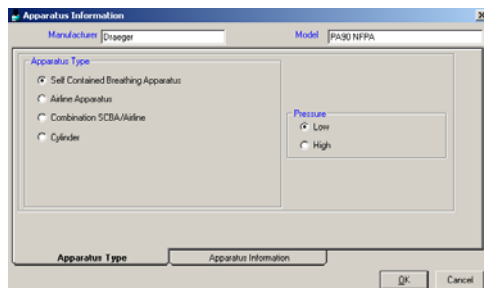 Apparatus Information
Manufacturer Draeger Model PA90 NFPA
Apparatus Type
Self Contained Breathing Apparatus
Airline Apparatus
Combination SCBA/Airline
Cylinder
Pressure
Low
High
Apparatus Type Apparatus Information
OK Cancel